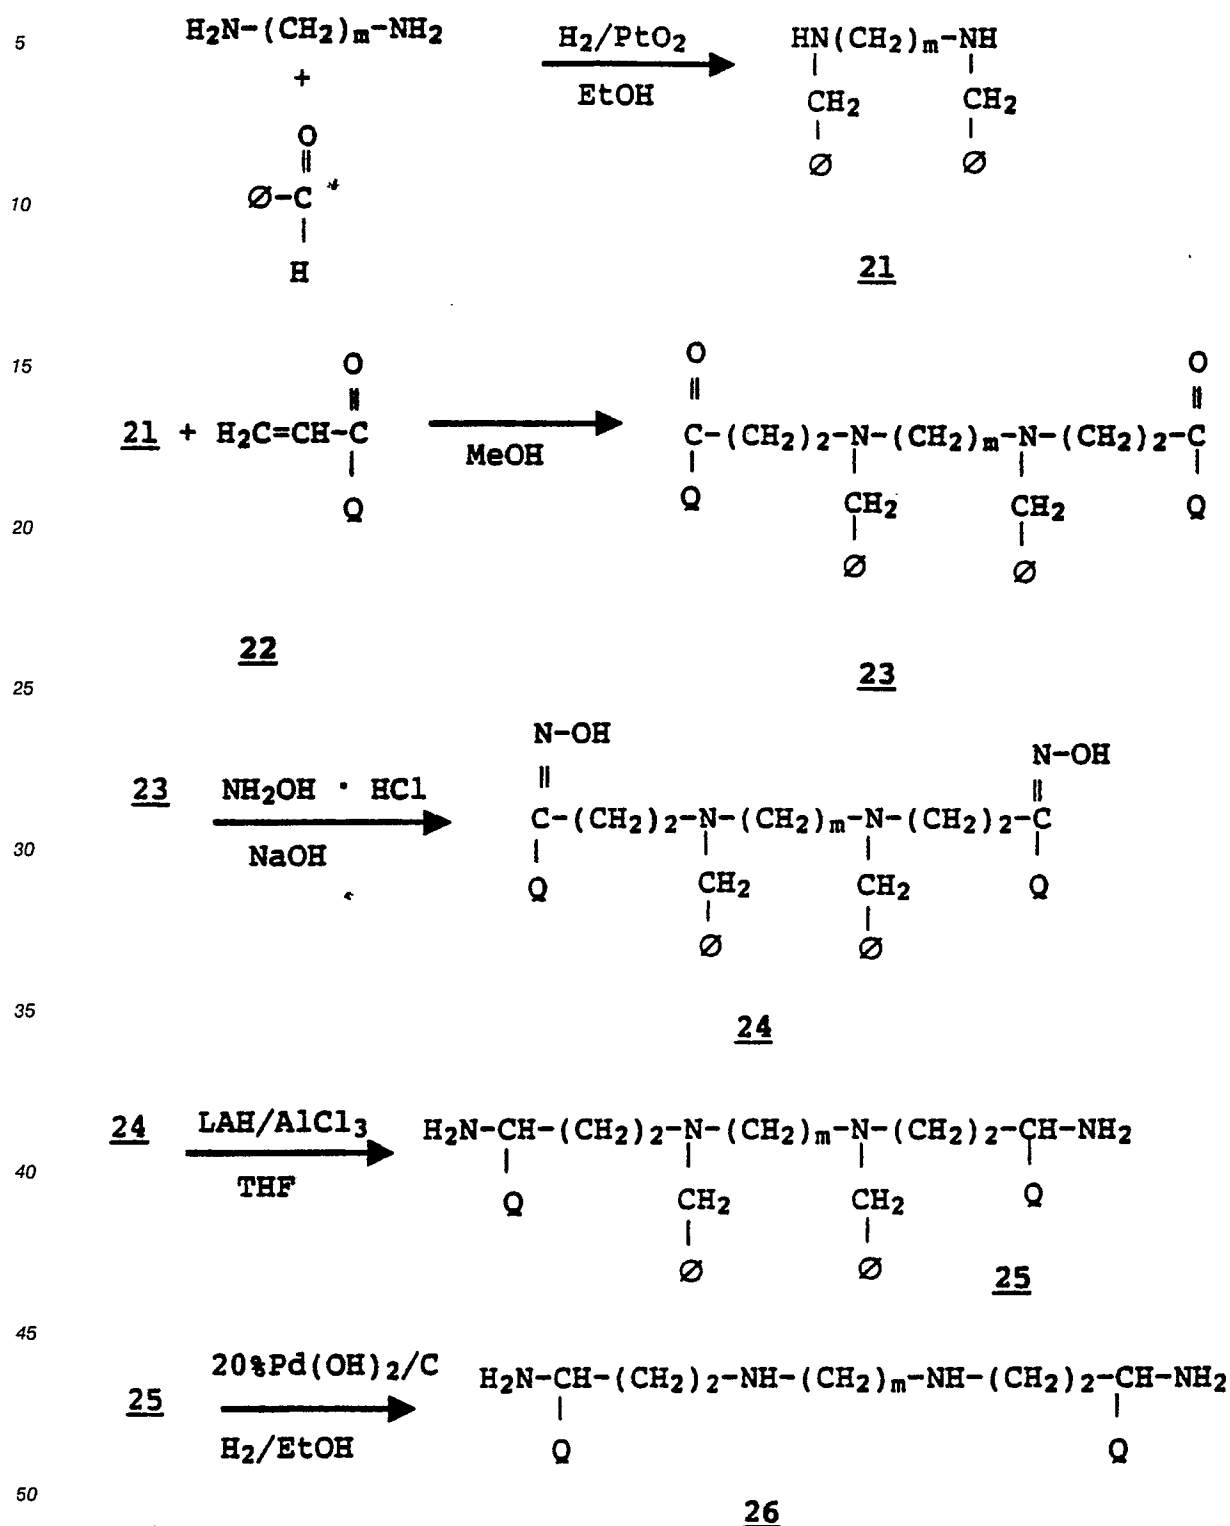 5
H₂N-(CH₂)ₘ-NH₂
+
O
||
Ø-C
|
H
H₂/PtO₂
EtOH
HN(CH₂)ₘ-NH
| |
CH₂ CH₂
| |
Ø Ø
10
21
15
21 + H₂C=CH-C
O
||
|
Q
MeOH
O O
|| ||
C-(CH₂)₂-N-(CH₂)ₘ-N-(CH₂)₂-C
| | | |
Q CH₂ CH₂ Q
| |
Ø Ø
20
22
23
25
23
NH₂OH · HCl
NaOH
N-OH N-OH
|| ||
C-(CH₂)₂-N-(CH₂)ₘ-N-(CH₂)₂-C
| | | |
Q CH₂ CH₂ Q
| |
Ø Ø
30
35
24
24
LAH/AlCl₃
THF
H₂N-CH-(CH₂)₂-N-(CH₂)ₘ-N-(CH₂)₂-CH-NH₂
| | | |
Q CH₂ CH₂ Q
| |
Ø Ø
40
25
45
25
20%Pd(OH)₂/C
H₂/EtOH
H₂N-CH-(CH₂)₂-NH-(CH₂)ₘ-NH-(CH₂)₂-CH-NH₂
| |
Q Q
50
26